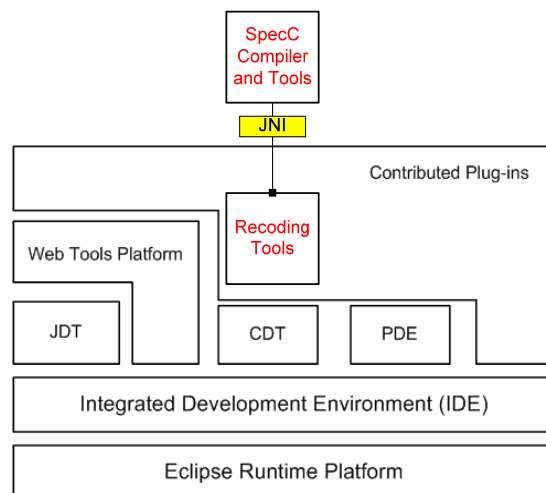 SpecC
Compiler
and Tools
JNI
Contributed Plug-ins
Recoding
Tools
Web Tools Platform
JDT
CDT
PDE
Integrated Development Environment (IDE)
Eclipse Runtime Platform